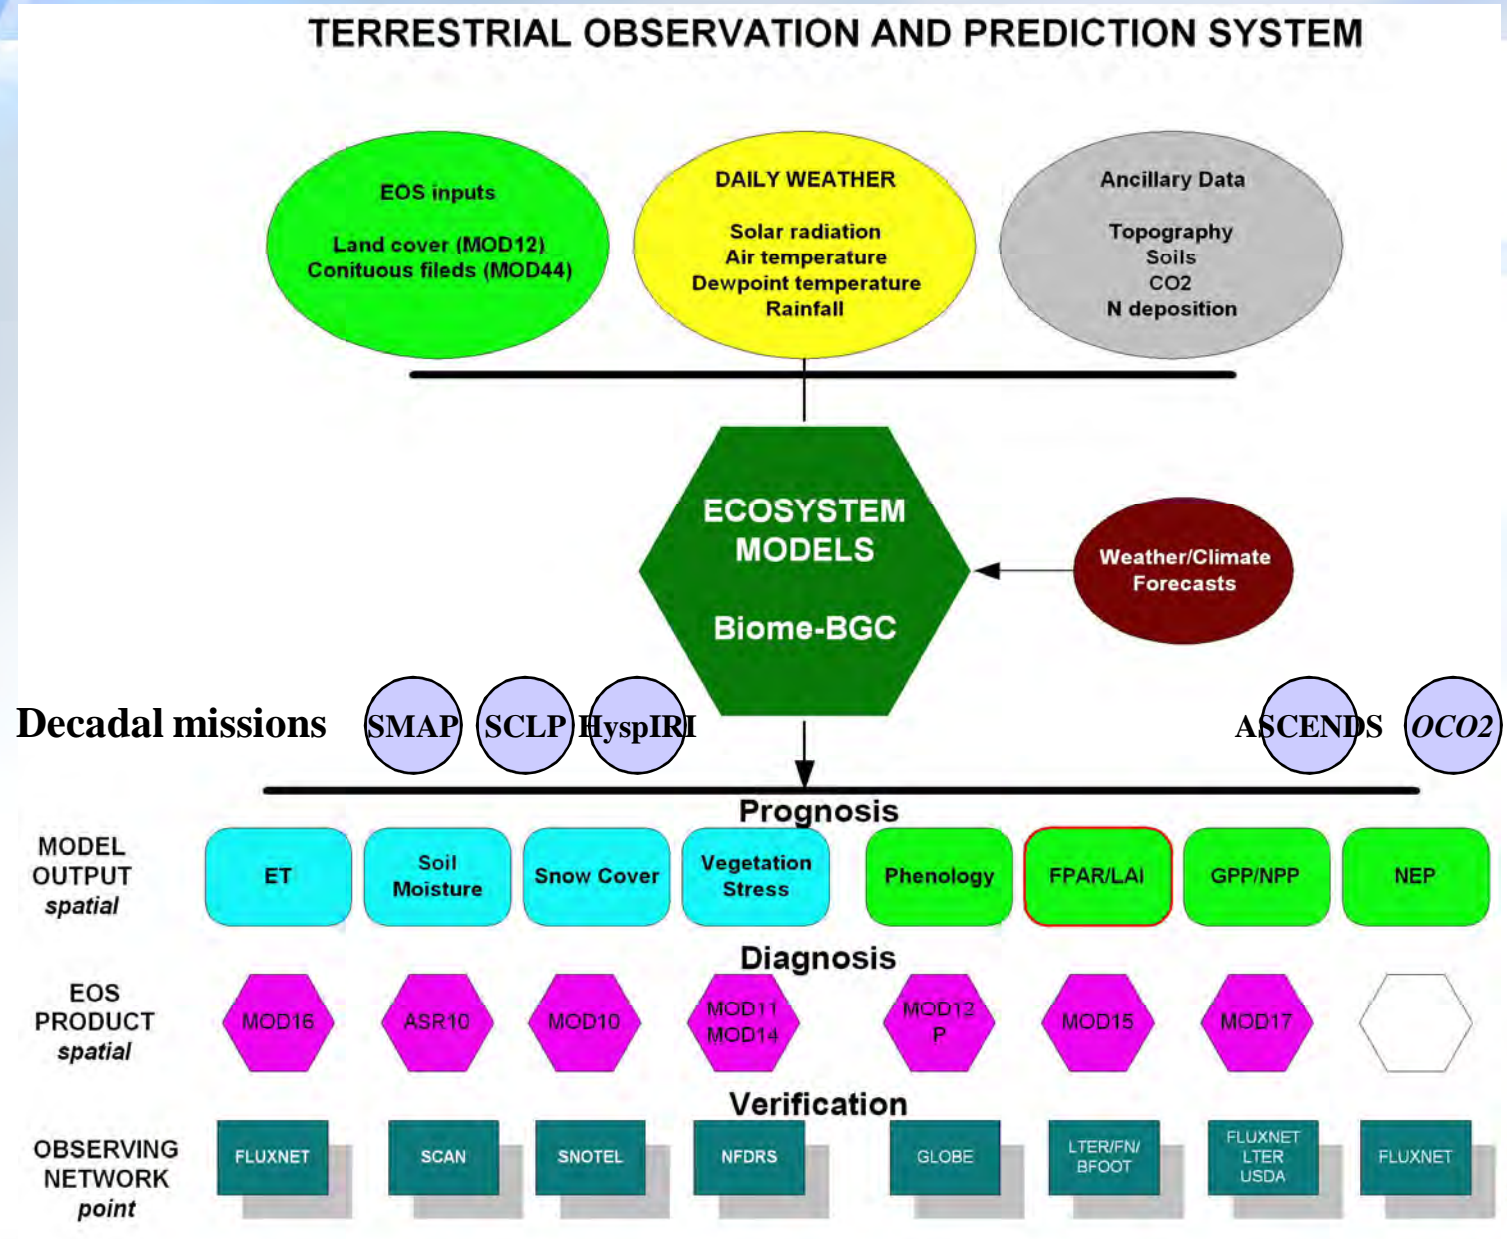 TERRESTRIAL OBSERVATION AND PREDICTION SYSTEM
EOS inputs
Land cover (MOD12)
Conituous fileds (MOD44)
DAILY WEATHER
Solar radiation
Air temperature
Dewpoint temperature
Rainfall
Ancillary Data
Topography
Soils
CO2
N deposition
ECOSYSTEM
MODELS
Biome-BGC
Weather/Climate
Forecasts
Decadal missions
SMAP
SCLP
HyspIRI
ASCENDS
OCO2
Prognosis
MODEL
OUTPUT
spatial
ET
Soil
Moisture
Snow Cover
Vegetation
Stress
Phenology
FPAR/LAI
GPP/NPP
NEP
Diagnosis
EOS
PRODUCT
spatial
MOD16
ASR10
MOD10
MOD11
MOD14
MOD12
P
MOD15
MOD17
Verification
OBSERVING
NETWORK
point
FLUXNET
SCAN
SNOTEL
NFDRS
GLOBE
LTER/FN/
BFOOT
FLUXNET
LTER
USDA
FLUXNET